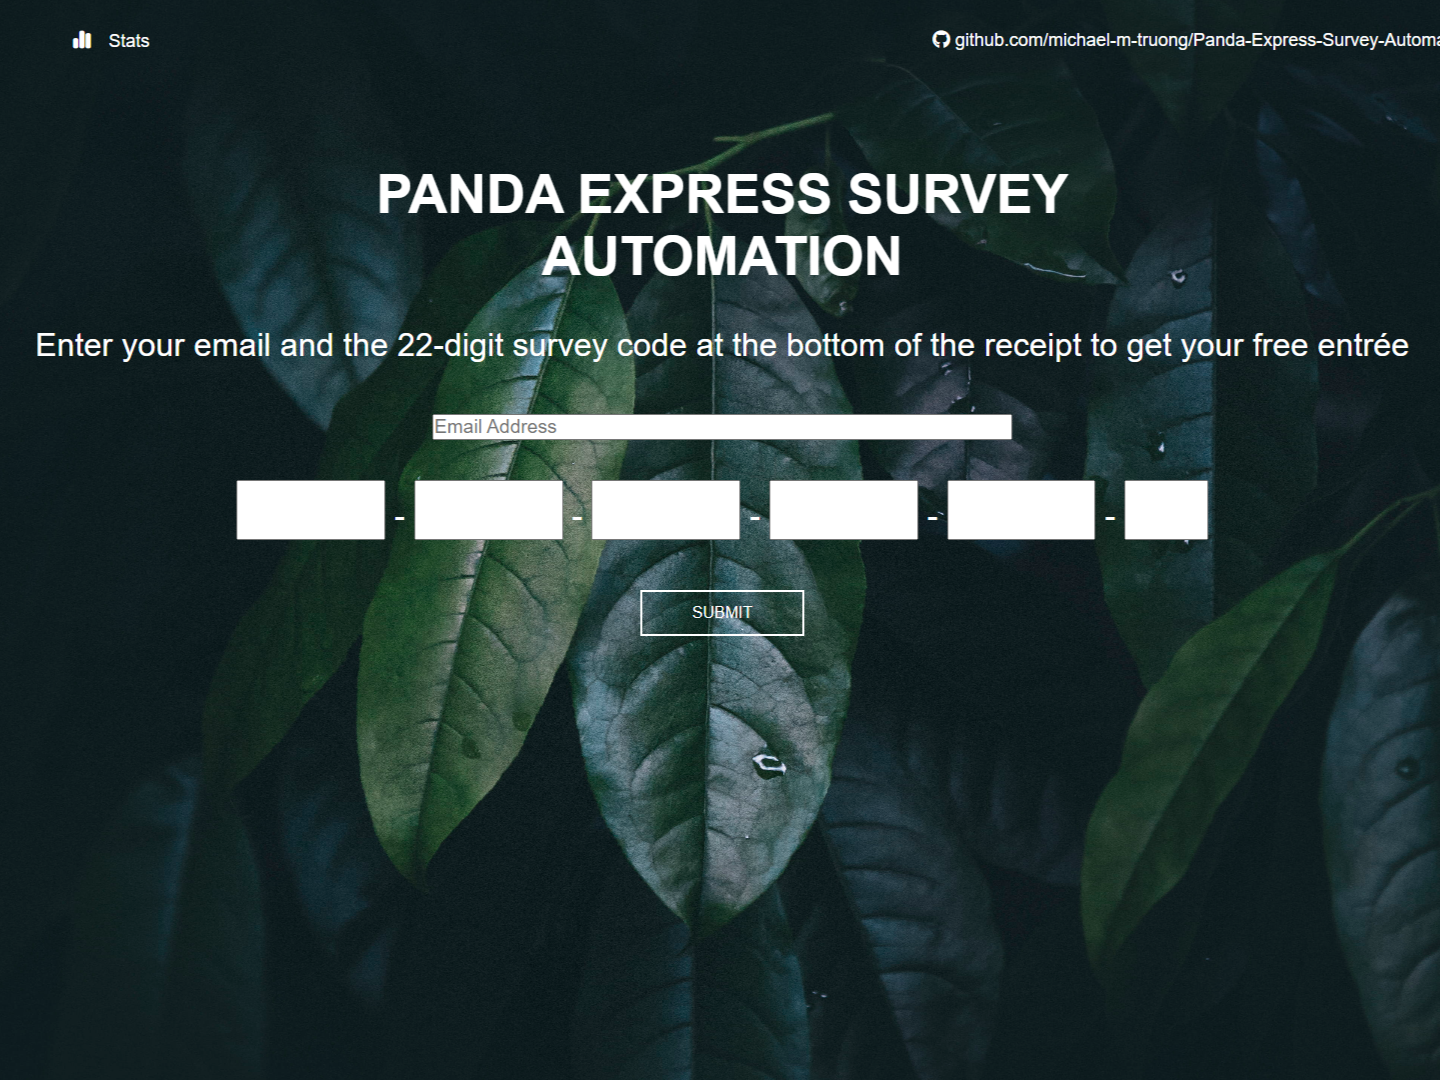 Stats
github.com/michael-m-truong/Panda-Express-Survey-Automa
PANDA EXPRESS SURVEY
AUTOMATION
Enter your email and the 22-digit survey code at the bottom of the receipt to get your free entrée
Email Address
- - - - -
SUBMIT